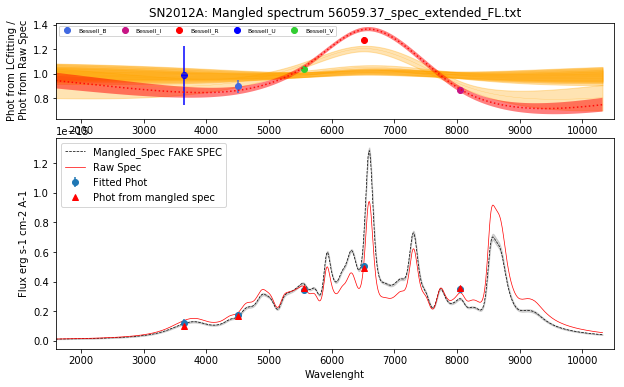 SN2012A: Mangled spectrum 56059.37_spec_extended_FL.txt
Phot from LCfitting /
Phot from Raw Spec
1.4
1.2
1.0
0.8
Bessell_B
Bessell_I
Bessell_R
Bessell_U
Bessell_V
2000 3000 4000 5000 6000 7000 8000 9000 10000
Flux erg s-1 cm-2 A-1
1.2
1.0
0.8
0.6
0.4
0.2
0.0
Mangled_Spec FAKE SPEC
Raw Spec
Fitted Phot
Phot from mangled spec
2000 3000 4000 5000 6000 7000 8000 9000 10000
Wavelenght